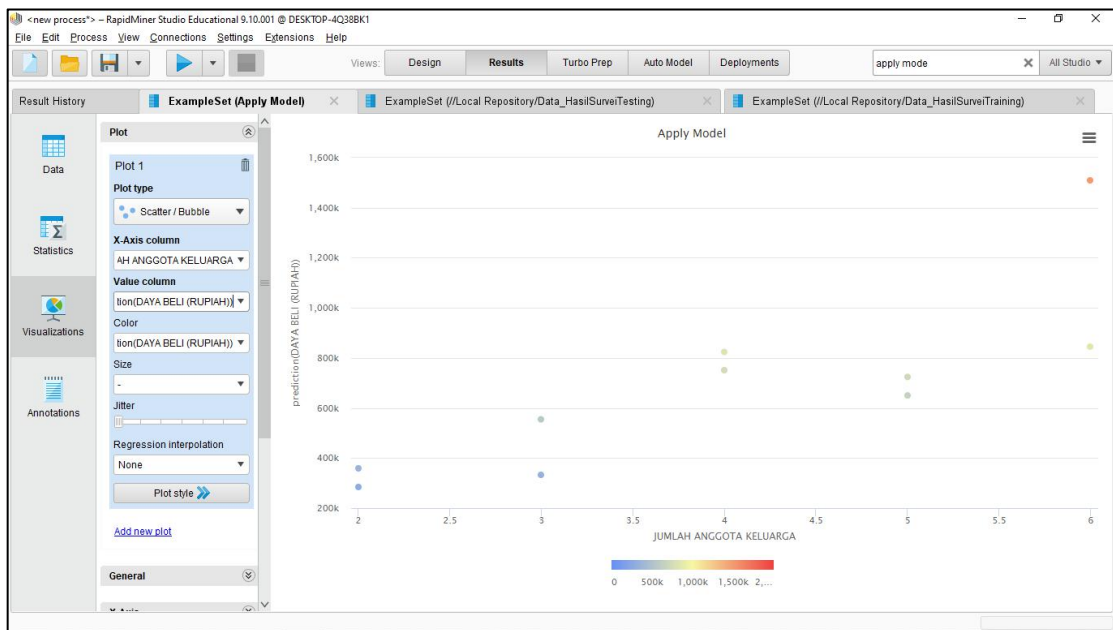 <new process*> – RapidMiner Studio Educational 9.10.001 @ DESKTOP-4Q38BK1
File Edit Process View Connections Settings Extensions Help
Views: Design Results Turbo Prep Auto Model Deployments apply mode All Studio
Result History ExampleSet (Apply Model) ExampleSet (//Local Repository/Data_HasilSurveiTesting) ExampleSet (//Local Repository/Data_HasilSurveiTraining)
Data
Statistics
Visualizations
Annotations
Plot
Plot 1
Plot type
Scatter / Bubble
X-Axis column
AH ANGGOTA KELUARGA
Value column
tion(DAYA BELI (RUPIAH))
Color
tion(DAYA BELI (RUPIAH))
Size
-
Jitter
Regression interpolation
None
Plot style
Add new plot
General
Apply Model
prediction(DAYA BELI (RUPIAH))
1,600k
1,400k
1,200k
1,000k
800k
600k
400k
200k
2 2.5 3 3.5 4 4.5 5 5.5 6
JUMLAH ANGGOTA KELUARGA
0 500k 1,000k 1,500k 2,...